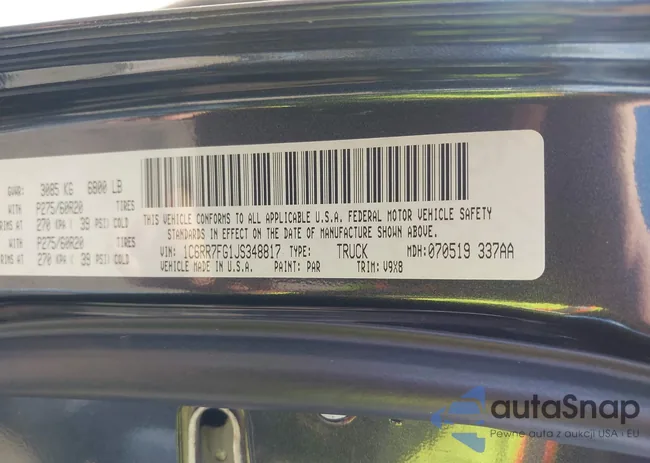 GVWR: 3085 KG 6800 LB
WITH P275/60R20 TIRES
RIMS AT 270 KPA ( 39 PSI) COLD
WITH P275/60R20 TIRES
RIMS AT 270 KPA ( 39 PSI) COLD
THIS VEHICLE CONFORMS TO ALL APPLICABLE U.S.A. FEDERAL MOTOR VEHICLE SAFETY
STANDARDS IN EFFECT ON THE DATE OF MANUFACTURE SHOWN ABOVE.
VIN: 1C6RR7FG1JS348817 TYPE: TRUCK MDH: 070519 337AA
VEHICLE MADE IN U.S.A. PAINT: PAR TRIM: V9X8
autaSnap
Pewne auta z aukcji USA i EU